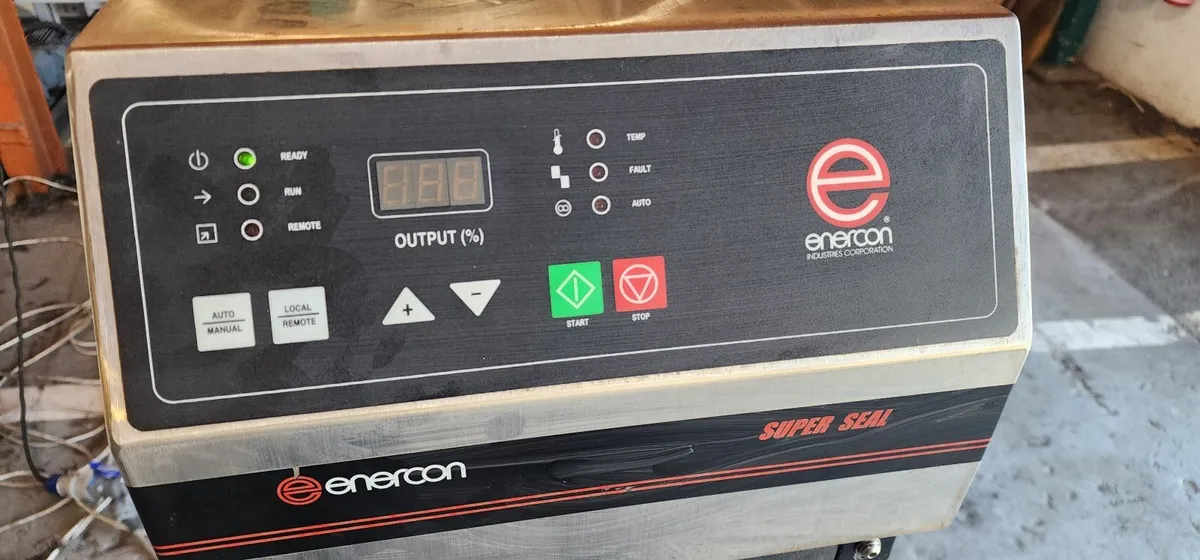 READY
RUN
REMOTE
OUTPUT (%)
TEMP
FAULT
AUTO
e
enercon
®
INDUSTRIES CORPORATION
AUTO
MANUAL
LOCAL
REMOTE
+
-
START
STOP
SUPER SEAL
e enercon